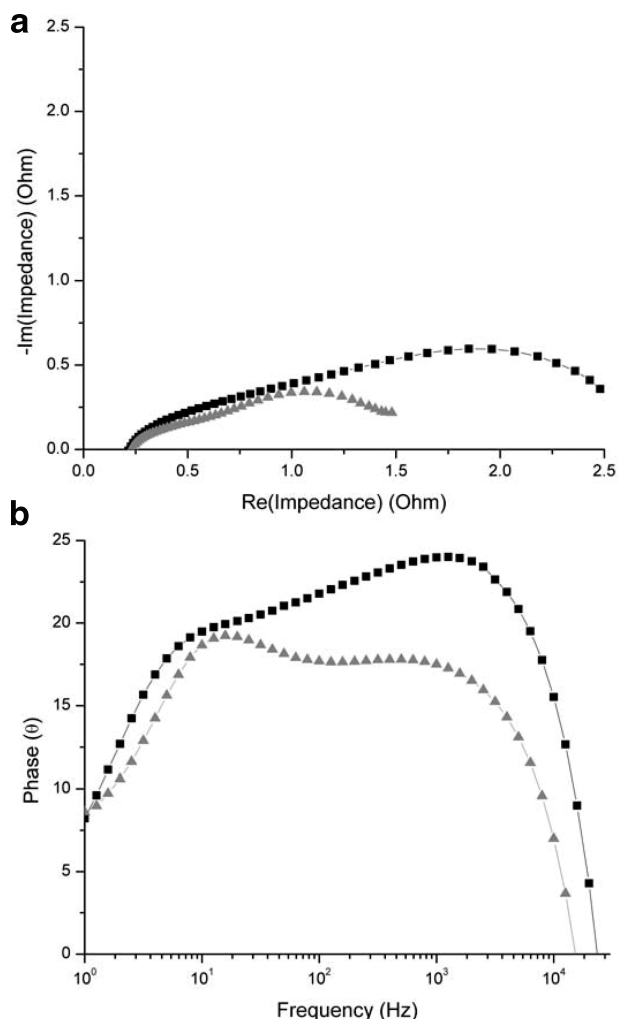 a
2.5
2.0
1.5
1.0
0.5
0.0
-Im(Impedance) (Ohm)
0.0 0.5 1.0 1.5 2.0 2.5
Re(Impedance) (Ohm)
b
25
20
15
10
5
0
Phase (θ)
10⁰ 10¹ 10² 10³ 10⁴
Frequency (Hz)